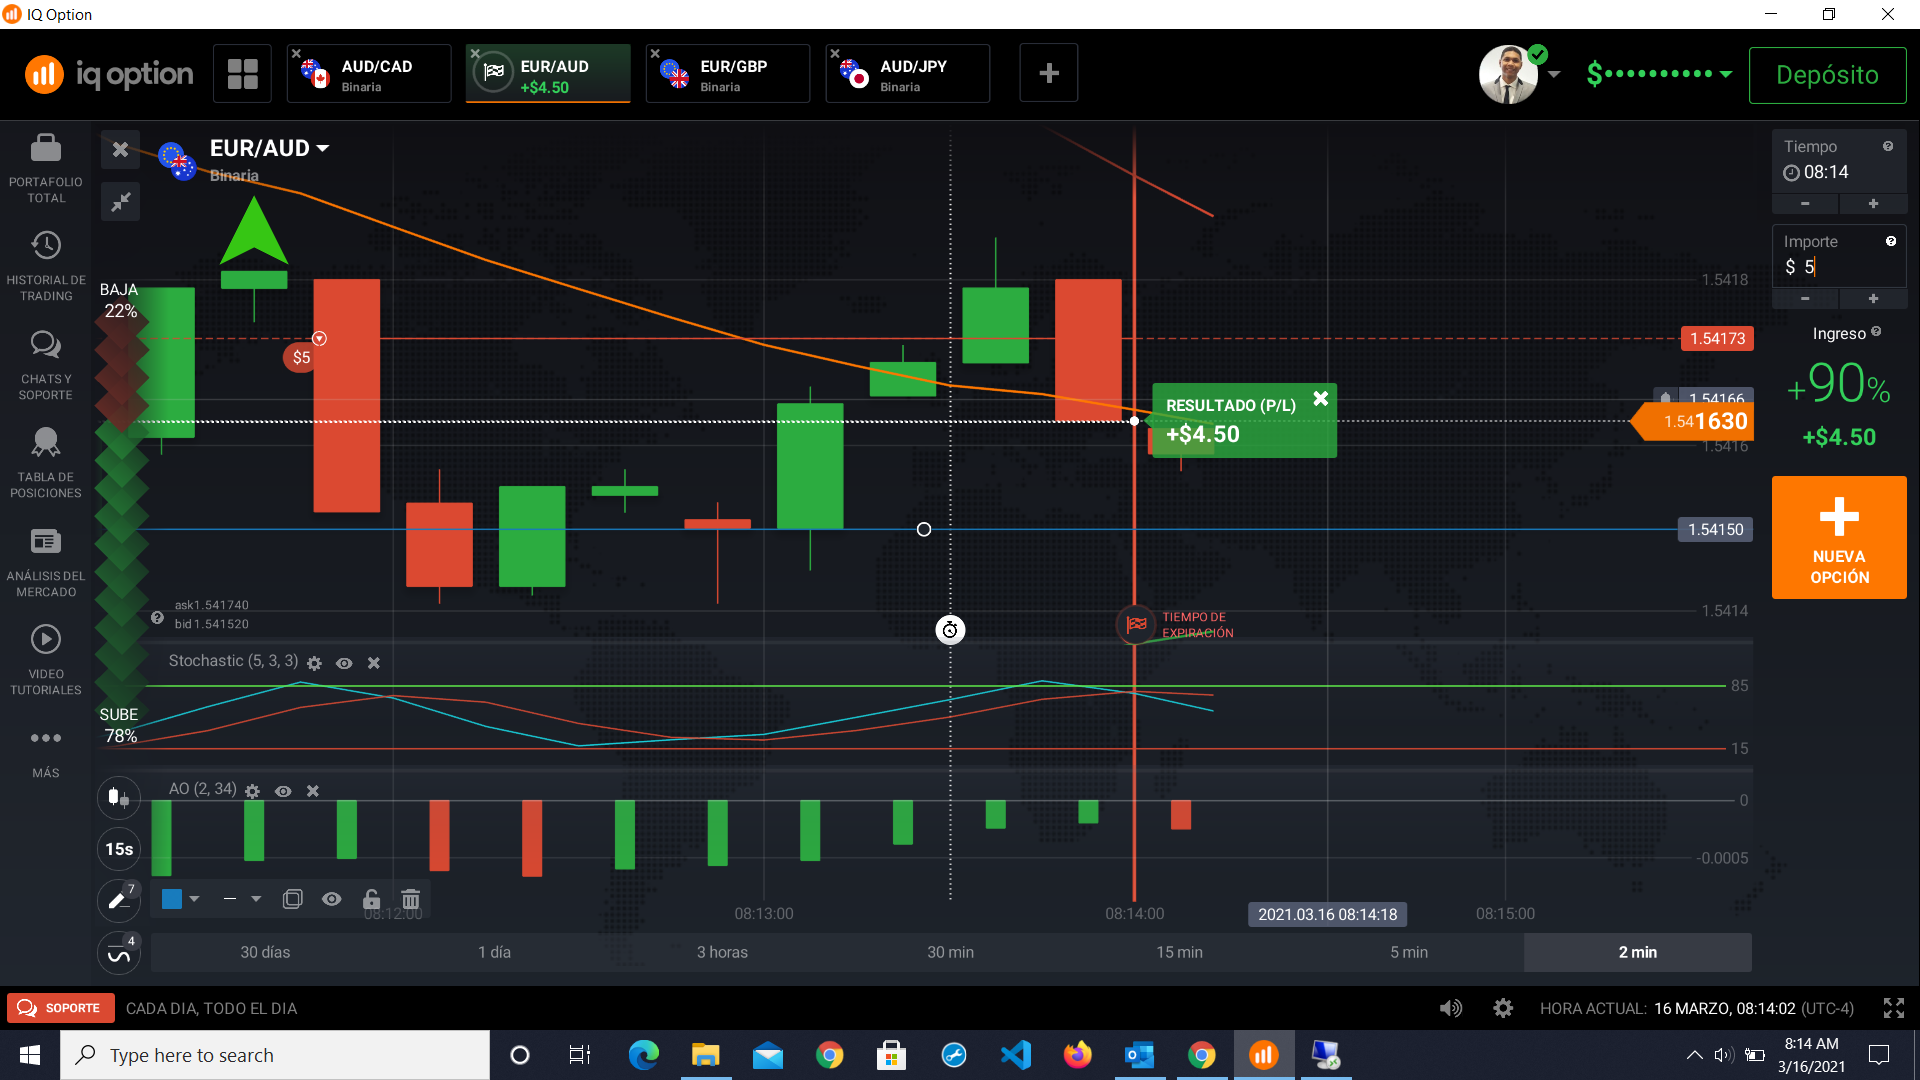 IQ Option
iq option
AUD/CAD
Binaria
EUR/AUD
+$4.50
EUR/GBP
Binaria
AUD/JPY
Binaria
$••••••••••
Depósito
PORTAFOLIO
TOTAL
HISTORIAL DE
TRADING
CHATS Y
SOPORTE
TABLA DE
POSICIONES
ANÁLISIS DEL
MERCADO
VIDEO
TUTORIALES
MÁS
EUR/AUD
Binaria
BAJA
22%
$5
SUBE
78%
RESULTADO (P/L)
+$4.50
1.5418
1.54173
1.54166
1.541630
1.5416
1.54150
1.5414
ask1.541740
bid 1.541520
TIEMPO DE
EXPIRACIÓN
Stochastic (5, 3, 3)
85
15
AO (2, 34)
0
-0.0005
15s
7
4
08:12:00
08:13:00
08:14:00
2021.03.16 08:14:18
08:15:00
30 días
1 día
3 horas
30 min
15 min
5 min
2 min
Tiempo
08:14
-
+
Importe
$ 5
-
+
Ingreso
+90%
+$4.50
NUEVA
OPCIÓN
SOPORTE
CADA DIA, TODO EL DIA
HORA ACTUAL: 16 MARZO, 08:14:02 (UTC-4)
Type here to search
8:14 AM
3/16/2021